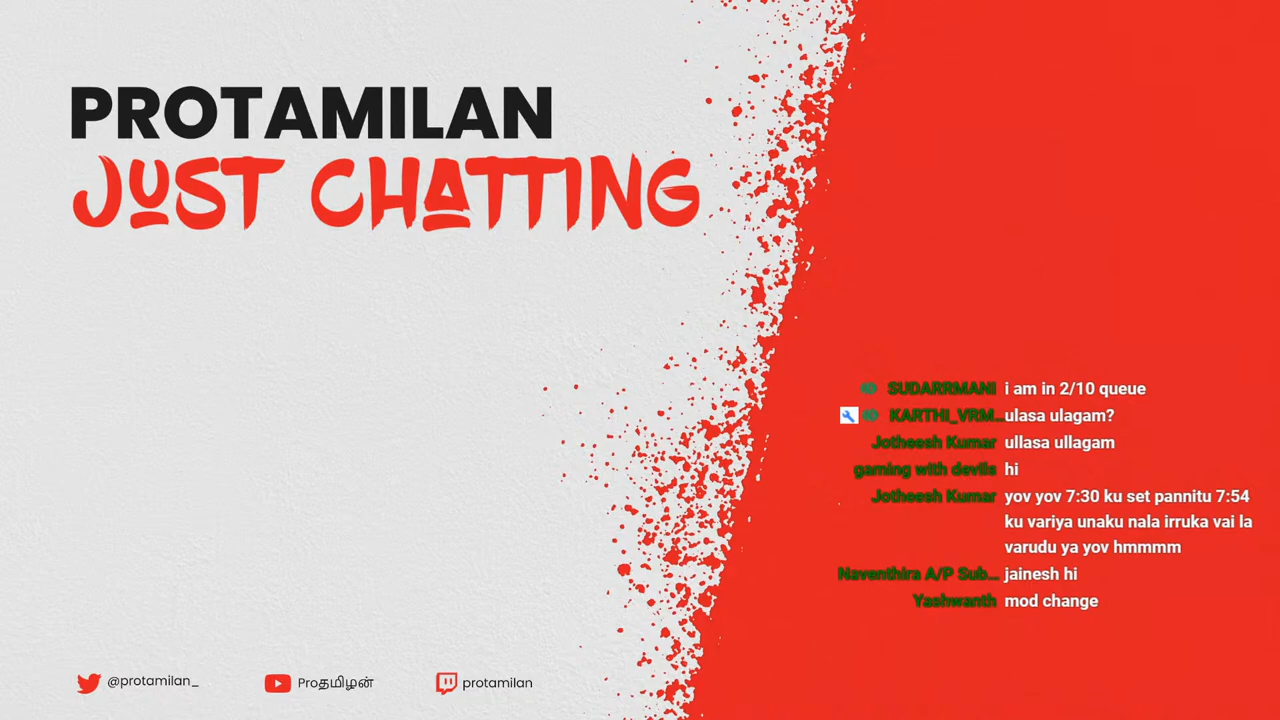 PROTAMILAN
JUST CHATTING
SUDARRMANI i am in 2/10 queue
KARTHI_VRM... ulasa ulagam?
Jotheesh Kumar ullasa ullagam
gaming with devils hi
Jotheesh Kumar yov yov 7:30 ku set pannitu 7:54
ku variya unaku nala irruka vai la
varudu ya yov hmmmm
Naventhira A/P Sub... jainesh hi
Yashwanth mod change
@protamilan_ Proதமிழன் protamilan